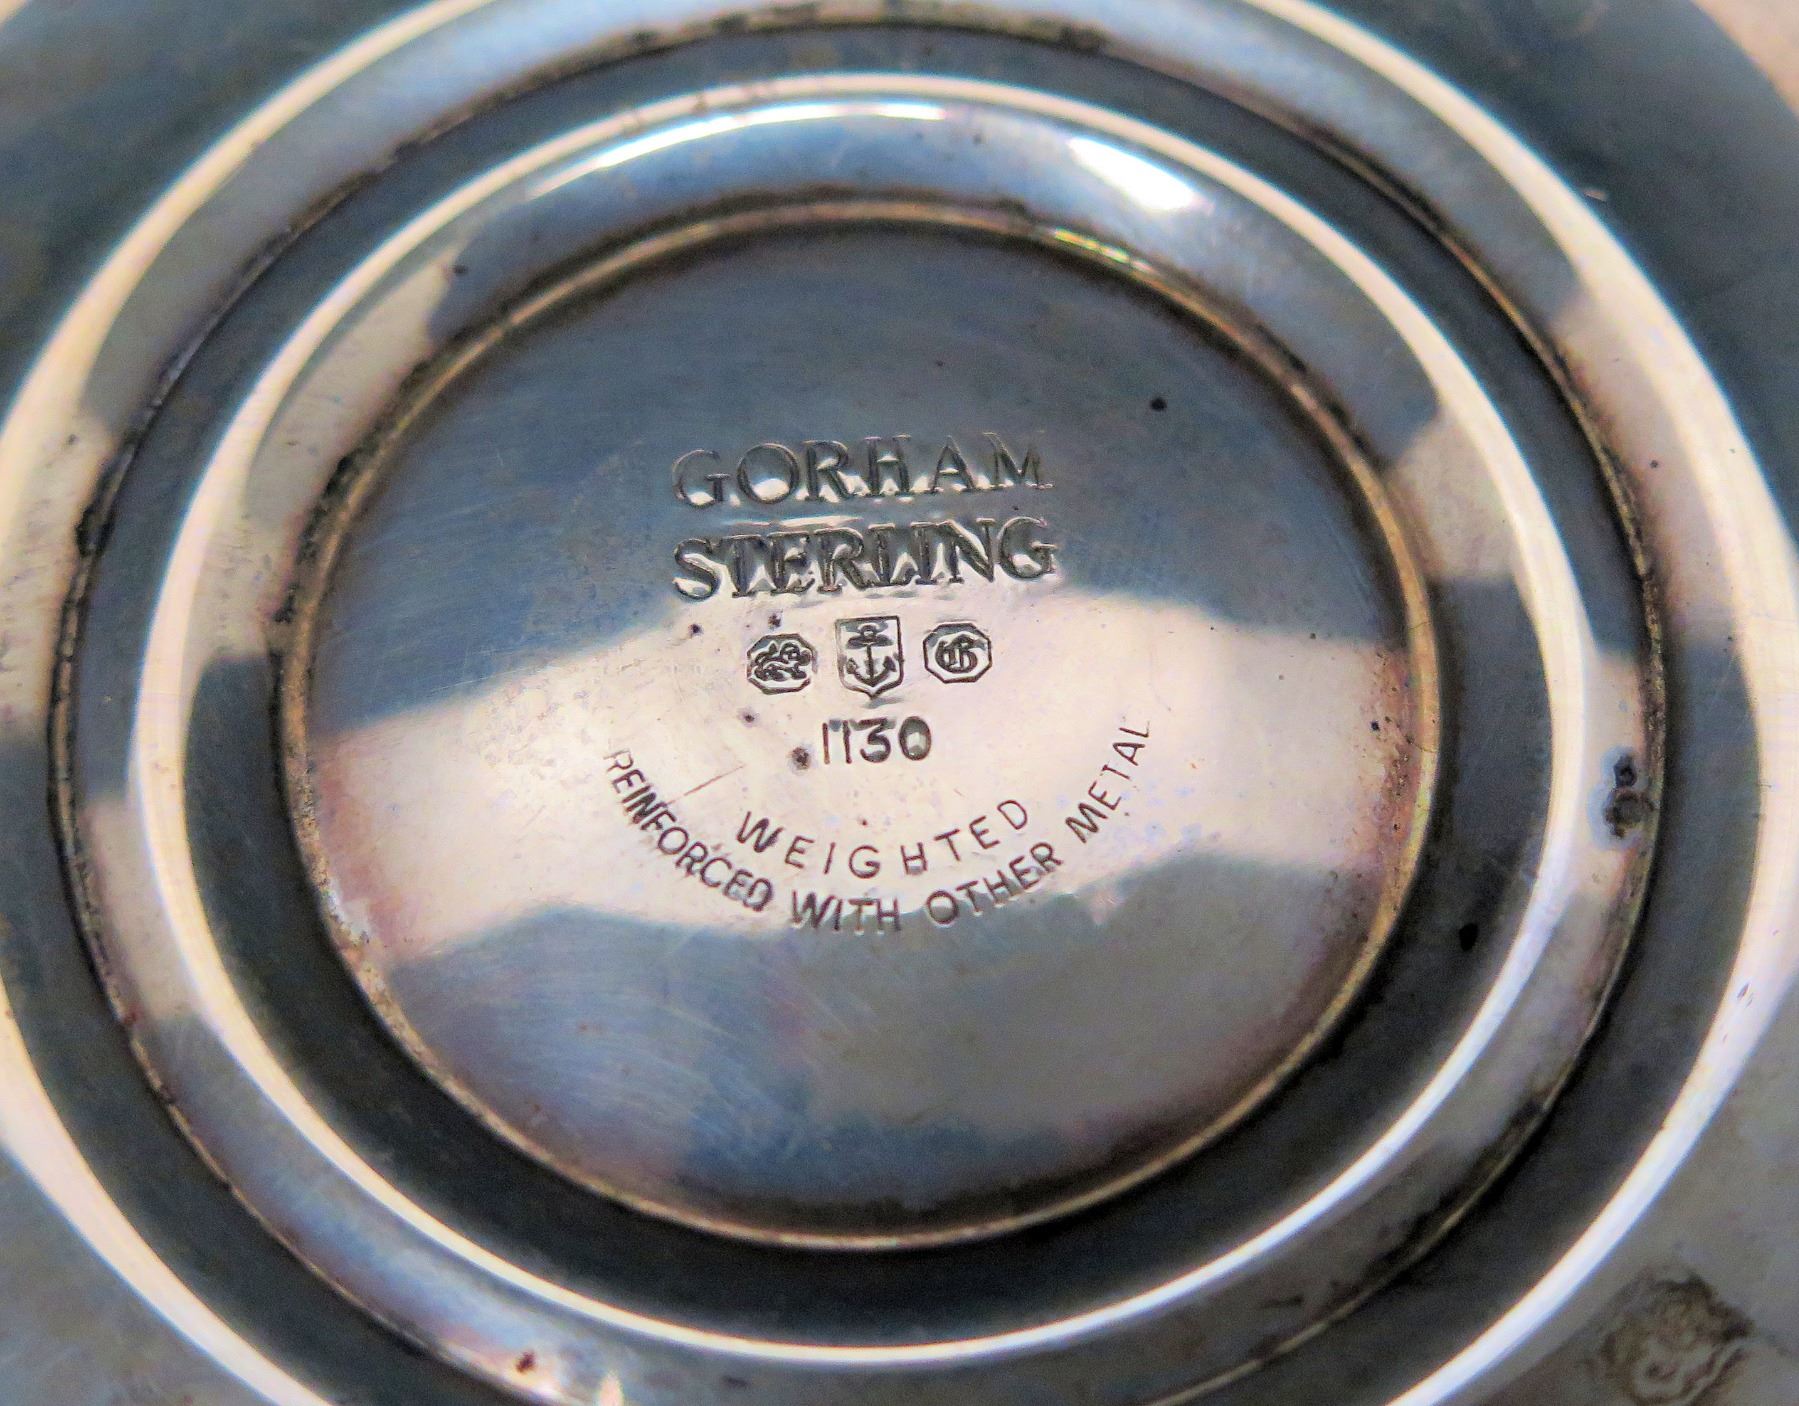 GORHAM
STERLING
G
1130
WEIGHTED
REINFORCED WITH OTHER METAL